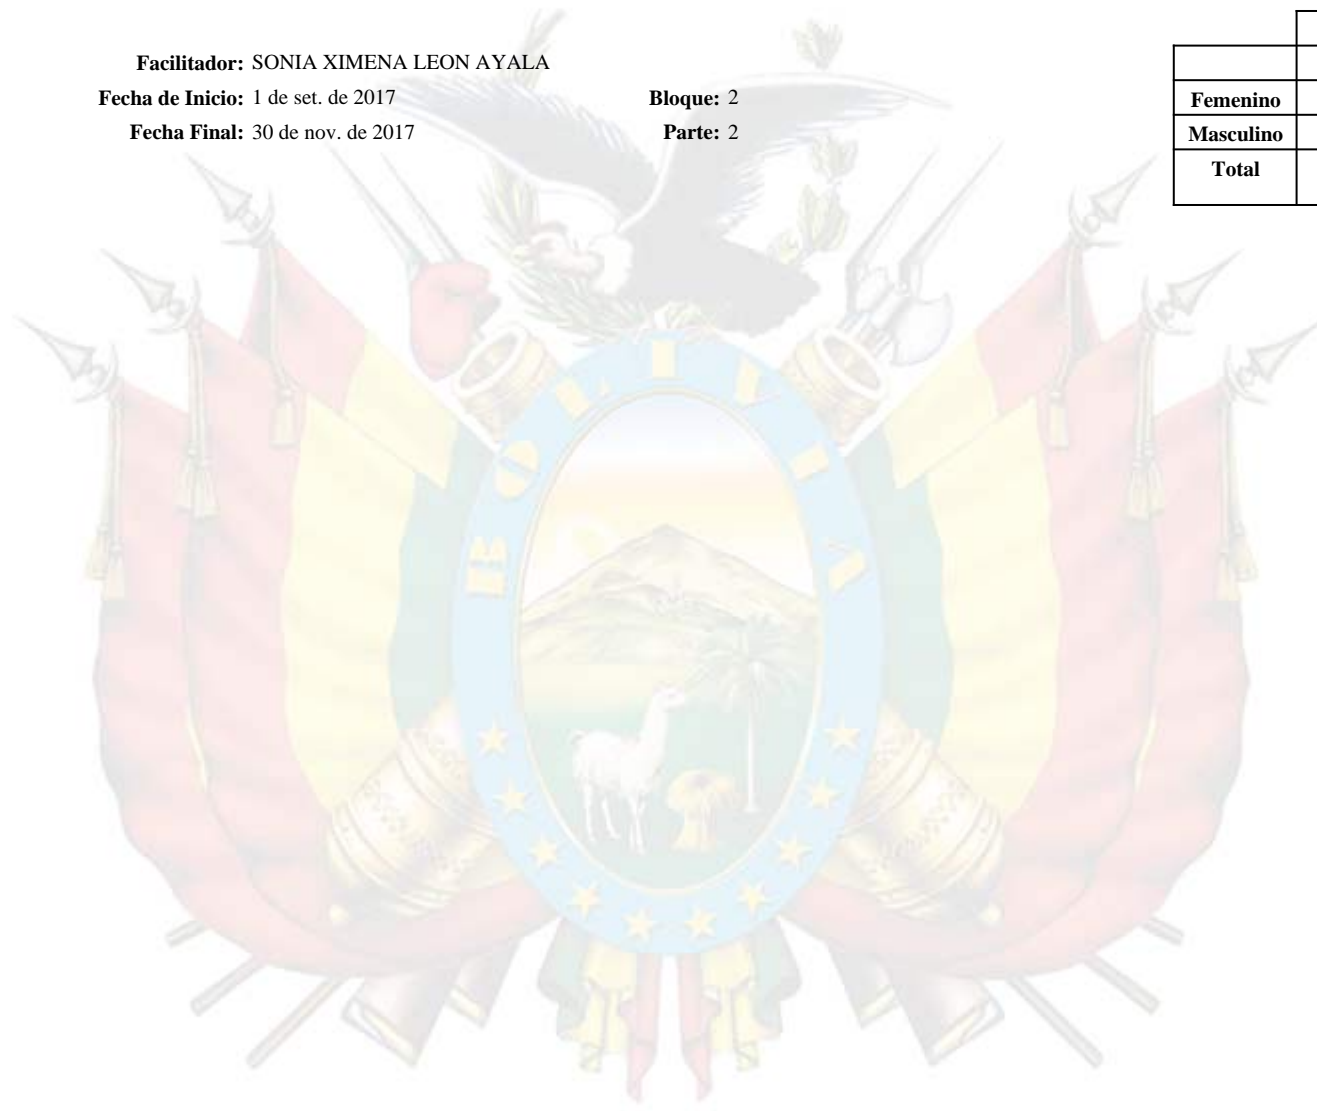 Facilitador: SONIA XIMENA LEON AYALA
Fecha de Inicio: 1 de set. de 2017 Bloque: 2
Fecha Final: 30 de nov. de 2017 Parte: 2
Femenino
Masculino
Total
BOLIVIA